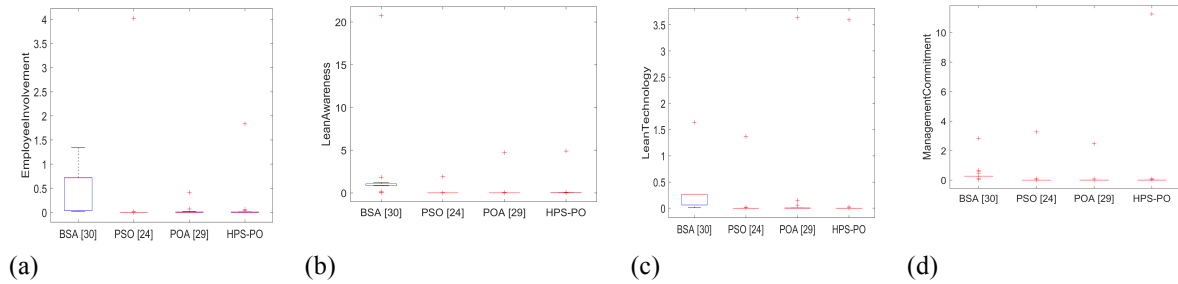 EmployeeInvolvement
4
3.5
3
2.5
2
1.5
1
0.5
0
BSA [30] PSO [24] POA [29] HPS-PO
(a)
LeanAwareness
20
15
10
5
0
BSA [30] PSO [24] POA [29] HPS-PO
(b)
LeanTechnology
3.5
3
2.5
2
1.5
1
0.5
0
BSA [30] PSO [24] POA [29] HPS-PO
(c)
ManagementCommitment
10
8
6
4
2
0
BSA [30] PSO [24] POA [29] HPS-PO
(d)